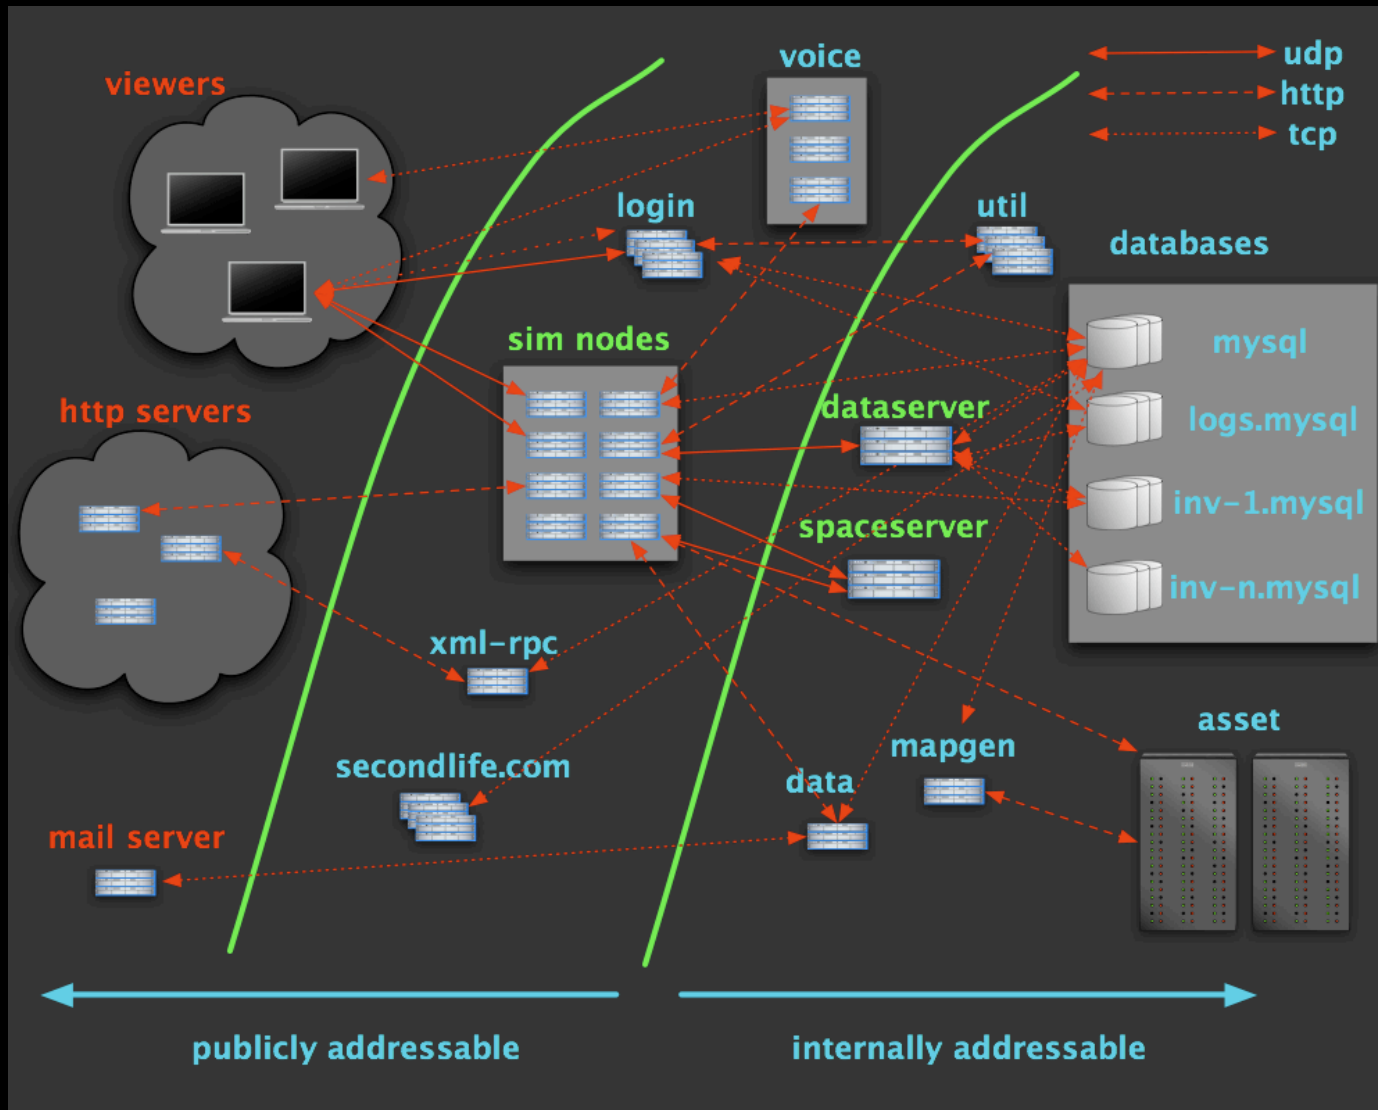 voice
udp
viewers
http
tcp
login
util
databases
sim nodes
mysql
http servers
dataserver
logs.mysql
inv-1.mysql
spaceserver
inv-n.mysql
xml-rpc
asset
mapgen
secondlife.com
data
mail server
publicly addressable
internally addressable